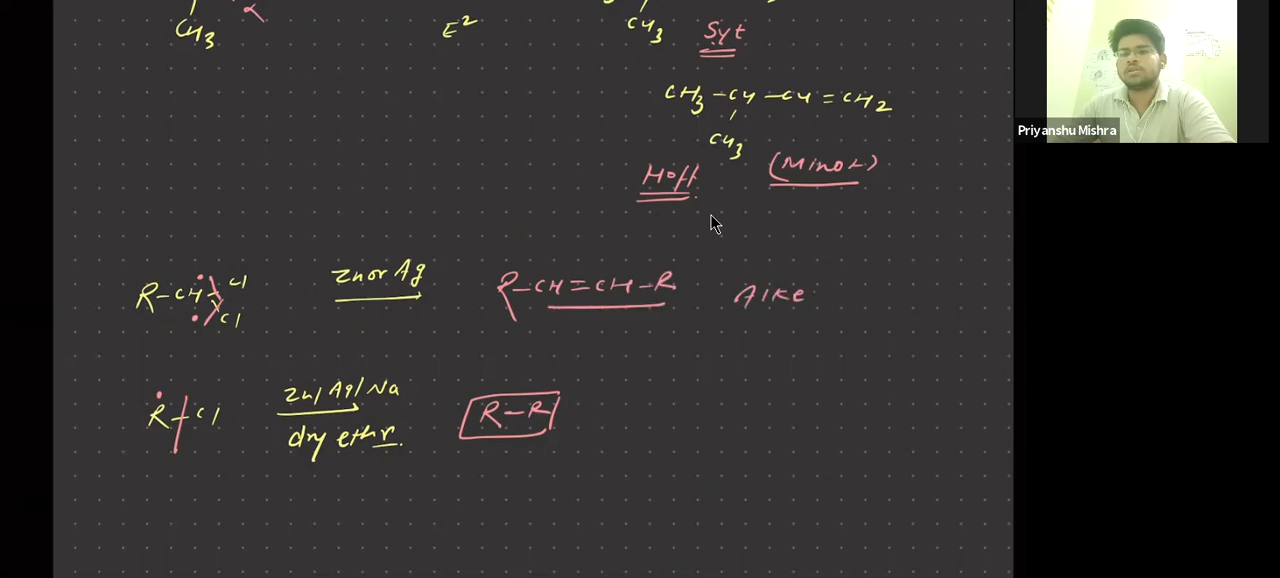 CH3
E2
CH3
Syt
CH3-CH-CH=CH2
CH3
Hoff
(Minor)
Priyanshu Mishra
R-CH
Cl
Cl
Zn or Ag
R-CH=CH-R
Alke
R-Cl
Zn/Ag/Na
dry ethr.
R-R